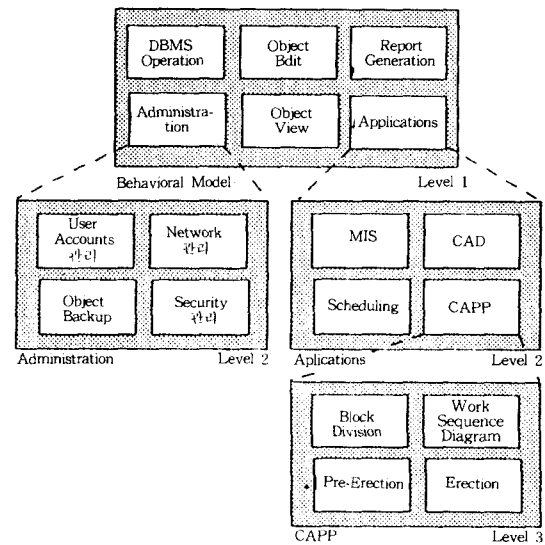 DBMS
Operation
Object
Edit
Report
Generation
Administra-
tion
Object
View
Applications
Behavioral Model
Level 1
User
Accounts
관리
Network
관리
Object
Backup
Security
관리
Administration
Level 2
MIS
CAD
Scheduling
CAPP
Aplications
Level 2
Block
Division
Work
Sequence
Diagram
Pre-Erection
Erection
CAPP
Level 3